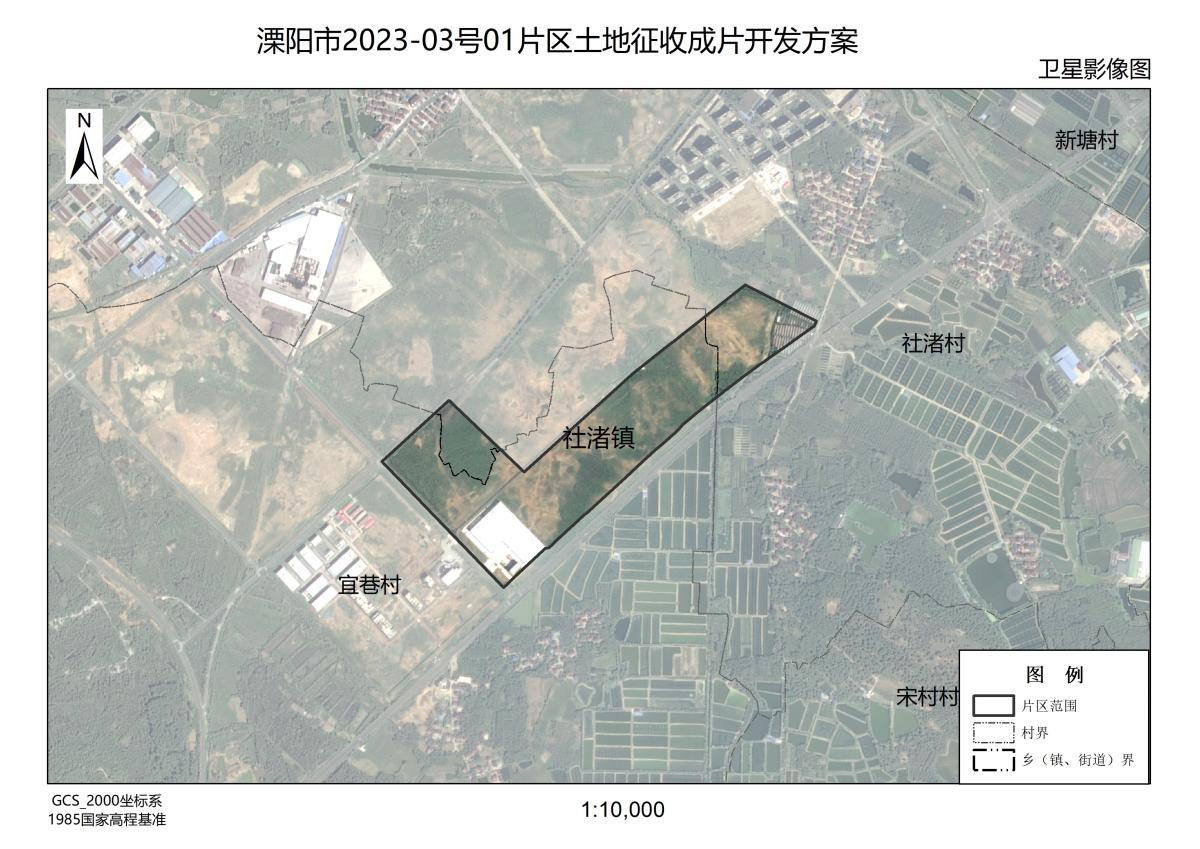 溧阳市2023-03号01片区土地征收成片开发方案
卫星影像图
N
新塘村
社渚村
社渚镇
宜巷村
宋村村
图 例
片区范围
村界
乡（镇、街道）界
GCS_2000坐标系
1985国家高程基准
1:10,000